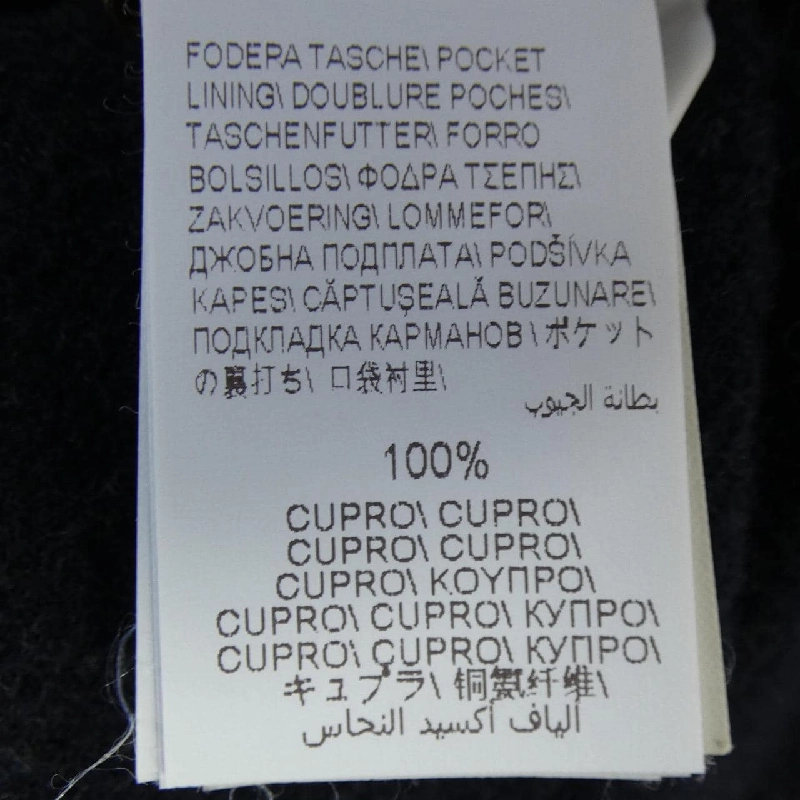 FODERA TASCHE\ POCKET
LINING\ DOUBLURE POCHES\
TASCHENFUTTER\ FORRO
BOLSILLOS\ ΦΟΔΡΑ ΤΣΕΠΗΣ\
ZAKVOERING\ LOMMEFOR\
ДЖОБНА ПОДПЛАТА\ PODŠÍVKA
KAPES\ CĂPTUȘEALĂ BUZUNARE\
ПОДКЛАДКА КАРМАНОВ\ ポケット
の裏打ち\ 口袋衬里\
بطانة الجيوب
100%
CUPRO\ CUPRO\
CUPRO\ CUPRO\
CUPRO\ ΚΟΥΠΡΟ\
CUPRO\ CUPRO\ КУПРО\
CUPRO\ CUPRO\ КУПРО\
キュプラ\ 铜氨纤维\
ألياف أكسيد النحاس